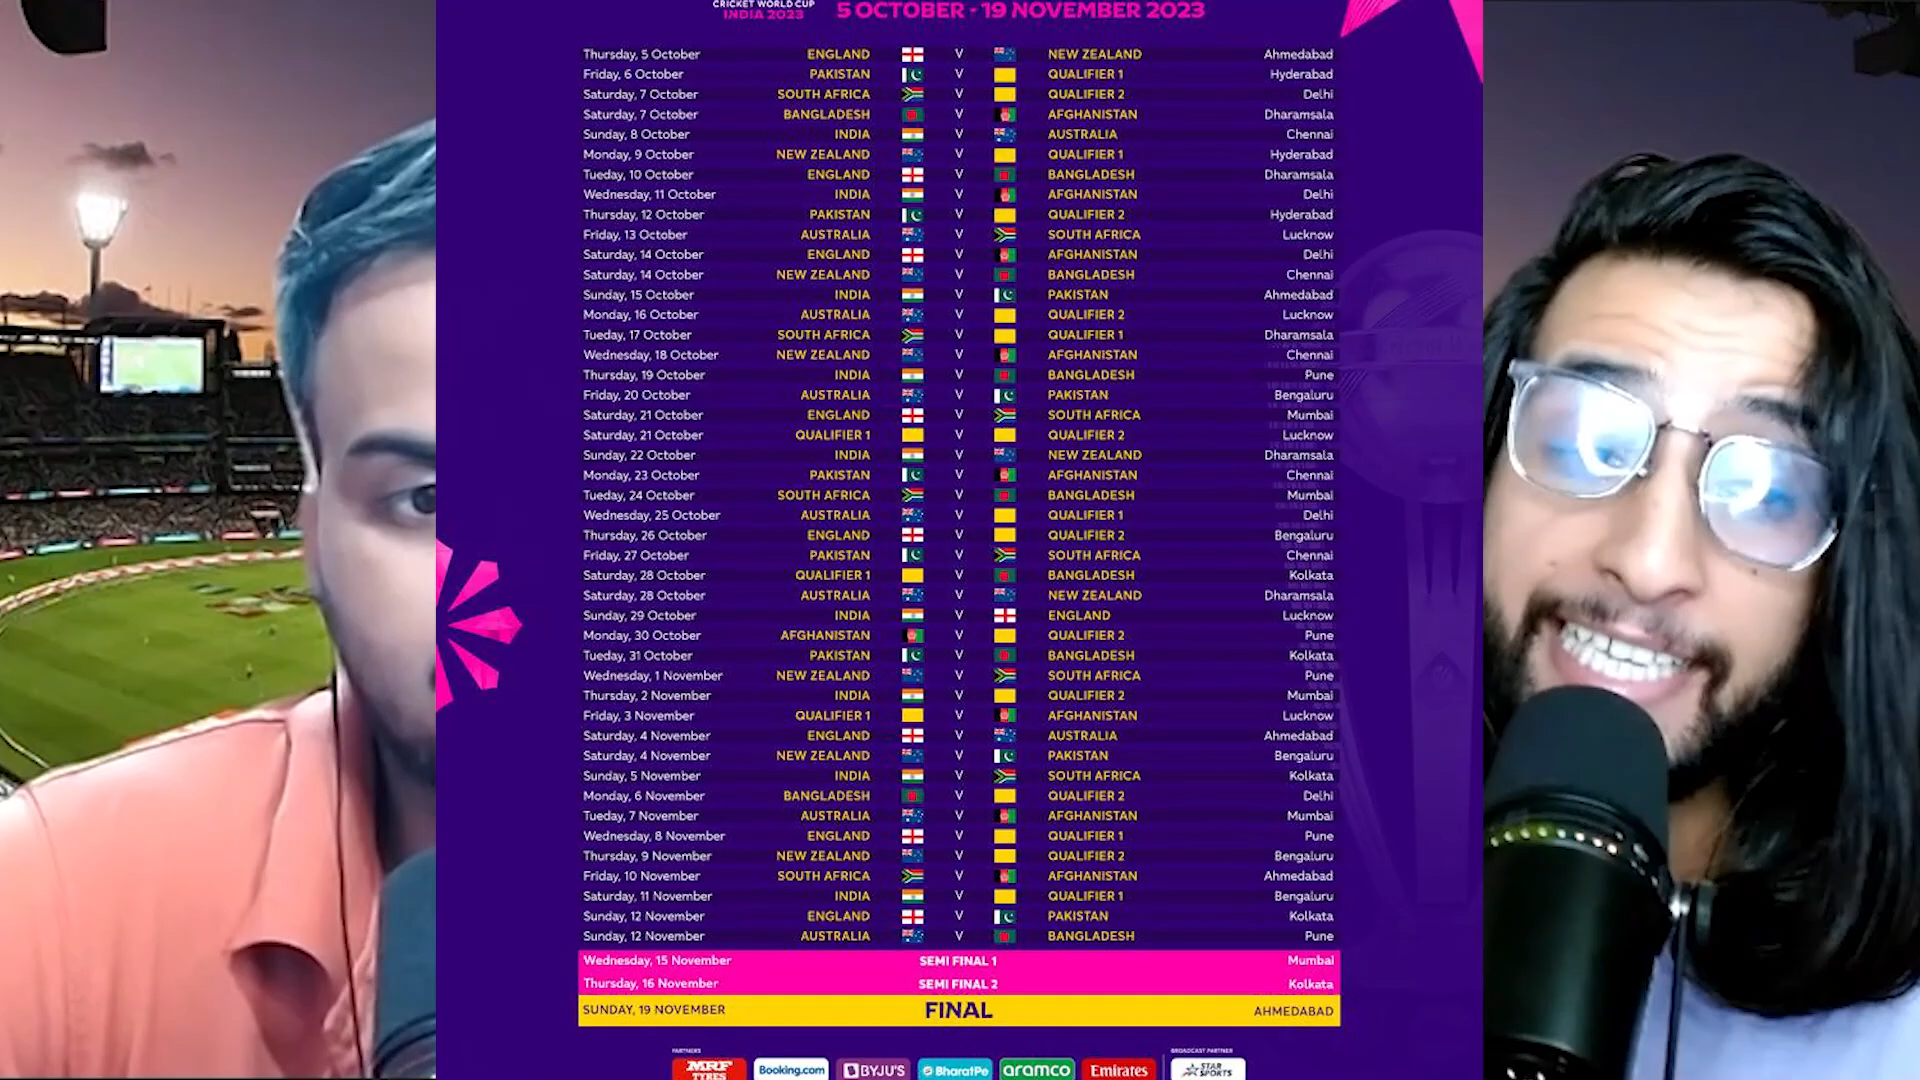 CRICKET WORLD CUP
INDIA 2023
5 OCTOBER - 19 NOVEMBER 2023
Thursday, 5 October ENGLAND V NEW ZEALAND Ahmedabad
Friday, 6 October PAKISTAN V QUALIFIER 1 Hyderabad
Saturday, 7 October SOUTH AFRICA V QUALIFIER 2 Delhi
Saturday, 7 October BANGLADESH V AFGHANISTAN Dharamsala
Sunday, 8 October INDIA V AUSTRALIA Chennai
Monday, 9 October NEW ZEALAND V QUALIFIER 1 Hyderabad
Tueday, 10 October ENGLAND V BANGLADESH Dharamsala
Wednesday, 11 October INDIA V AFGHANISTAN Delhi
Thursday, 12 October PAKISTAN V QUALIFIER 2 Hyderabad
Friday, 13 October AUSTRALIA V SOUTH AFRICA Lucknow
Saturday, 14 October ENGLAND V AFGHANISTAN Delhi
Saturday, 14 October NEW ZEALAND V BANGLADESH Chennai
Sunday, 15 October INDIA V PAKISTAN Ahmedabad
Monday, 16 October AUSTRALIA V QUALIFIER 2 Lucknow
Tueday, 17 October SOUTH AFRICA V QUALIFIER 1 Dharamsala
Wednesday, 18 October NEW ZEALAND V AFGHANISTAN Chennai
Thursday, 19 October INDIA V BANGLADESH Pune
Friday, 20 October AUSTRALIA V PAKISTAN Bengaluru
Saturday, 21 October ENGLAND V SOUTH AFRICA Mumbai
Saturday, 21 October QUALIFIER 1 V QUALIFIER 2 Lucknow
Sunday, 22 October INDIA V NEW ZEALAND Dharamsala
Monday, 23 October PAKISTAN V AFGHANISTAN Chennai
Tueday, 24 October SOUTH AFRICA V BANGLADESH Mumbai
Wednesday, 25 October AUSTRALIA V QUALIFIER 1 Delhi
Thursday, 26 October ENGLAND V QUALIFIER 2 Bengaluru
Friday, 27 October PAKISTAN V SOUTH AFRICA Chennai
Saturday, 28 October QUALIFIER 1 V BANGLADESH Kolkata
Saturday, 28 October AUSTRALIA V NEW ZEALAND Dharamsala
Sunday, 29 October INDIA V ENGLAND Lucknow
Monday, 30 October AFGHANISTAN V QUALIFIER 2 Pune
Tueday, 31 October PAKISTAN V BANGLADESH Kolkata
Wednesday, 1 November NEW ZEALAND V SOUTH AFRICA Pune
Thursday, 2 November INDIA V QUALIFIER 2 Mumbai
Friday, 3 November QUALIFIER 1 V AFGHANISTAN Lucknow
Saturday, 4 November ENGLAND V AUSTRALIA Ahmedabad
Saturday, 4 November NEW ZEALAND V PAKISTAN Bengaluru
Sunday, 5 November INDIA V SOUTH AFRICA Kolkata
Monday, 6 November BANGLADESH V QUALIFIER 2 Delhi
Tueday, 7 November AUSTRALIA V AFGHANISTAN Mumbai
Wednesday, 8 November ENGLAND V QUALIFIER 1 Pune
Thursday, 9 November NEW ZEALAND V QUALIFIER 2 Bengaluru
Friday, 10 November SOUTH AFRICA V AFGHANISTAN Ahmedabad
Saturday, 11 November INDIA V QUALIFIER 1 Bengaluru
Sunday, 12 November ENGLAND V PAKISTAN Kolkata
Sunday, 12 November AUSTRALIA V BANGLADESH Pune
Wednesday, 15 November SEMI FINAL 1 Mumbai
Thursday, 16 November SEMI FINAL 2 Kolkata
SUNDAY, 19 NOVEMBER FINAL AHMEDABAD
PARTNERS BROADCAST PARTNER
MRF TYRES Booking.com BYJU'S BharatPe aramco Emirates STAR SPORTS